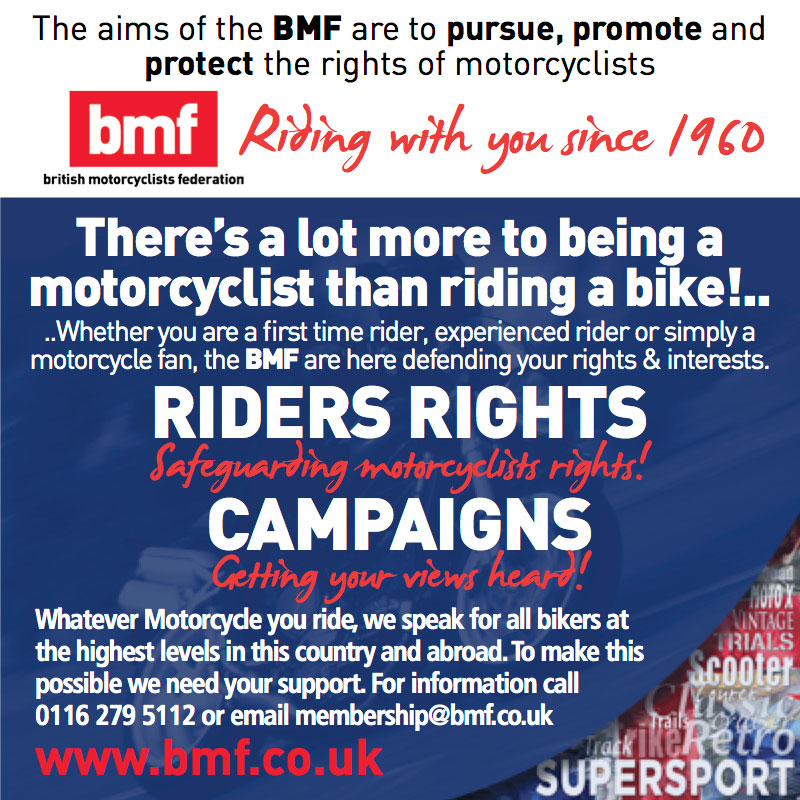 The aims of the BMF are to pursue, promote and
protect the rights of motorcyclists
bmf
british motorcyclists federation
Riding with you since 1960
There's a lot more to being a
motorcyclist than riding a bike!..
..Whether you are a first time rider, experienced rider or simply a
motorcycle fan, the BMF are here defending your rights & interests.
RIDERS RIGHTS
Safeguarding motorcyclists rights!
CAMPAIGNS
Getting your views heard!
Whatever Motorcycle you ride, we speak for all bikers at
the highest levels in this country and abroad. To make this
possible we need your support. For information call
0116 279 5112 or email membership@bmf.co.uk
www.bmf.co.uk
Moto X
VINTAGE
TRIALS
Scooter
Tourer
Classic
Trails Cruiser
Track Trike Retro
SUPERSPORT